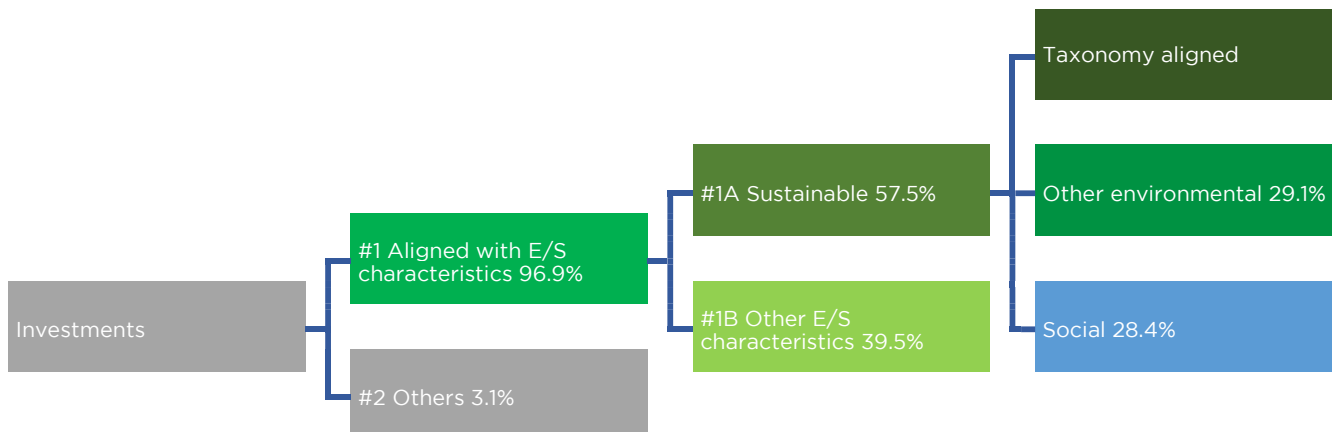 Investments
#1 Aligned with E/S
characteristics 96.9%
#2 Others 3.1%
#1A Sustainable 57.5%
#1B Other E/S
characteristics 39.5%
Taxonomy aligned
Other environmental 29.1%
Social 28.4%